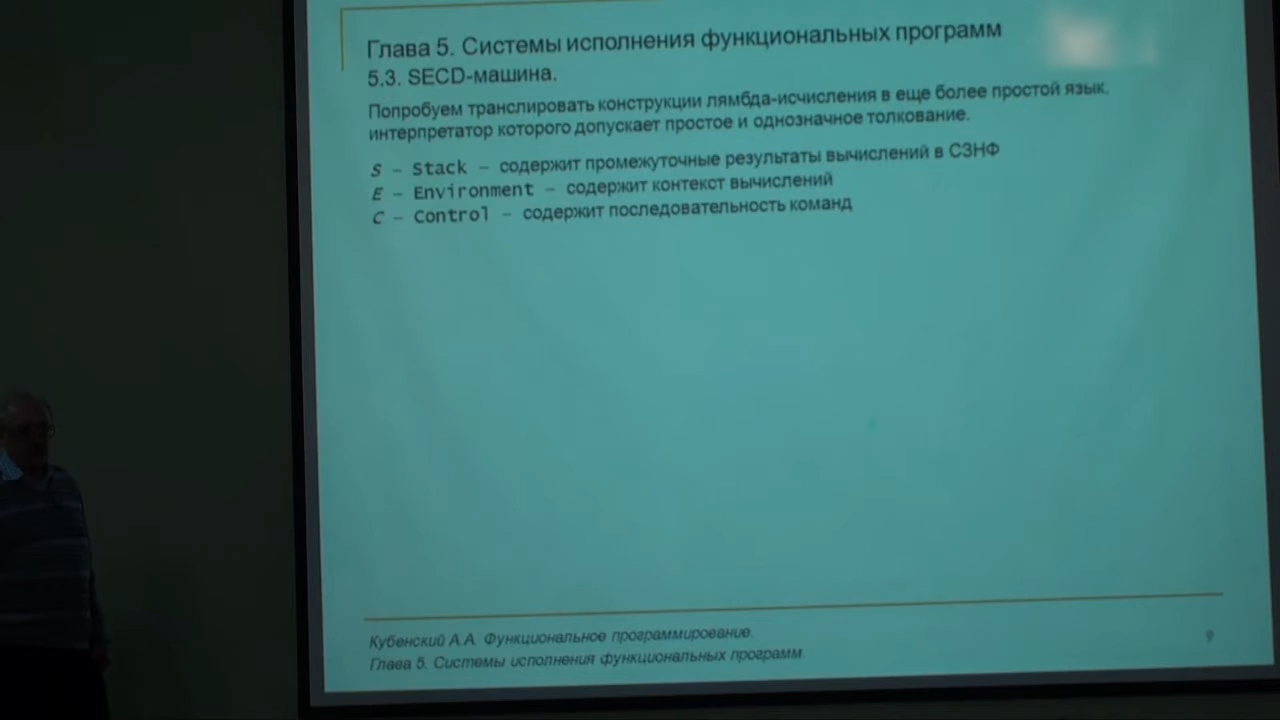 Глава 5. Системы исполнения функциональных программ
5.3. SECD-машина.
Попробуем транслировать конструкции лямбда-исчисления в еще более простой язык,
интерпретатор которого допускает простое и однозначное толкование.
S – Stack – содержит промежуточные результаты вычислений в СЗНФ
E – Environment – содержит контекст вычислений
C – Control – содержит последовательность команд
Кубенский А.А. Функциональное программирование.
Глава 5. Системы исполнения функциональных программ.
9